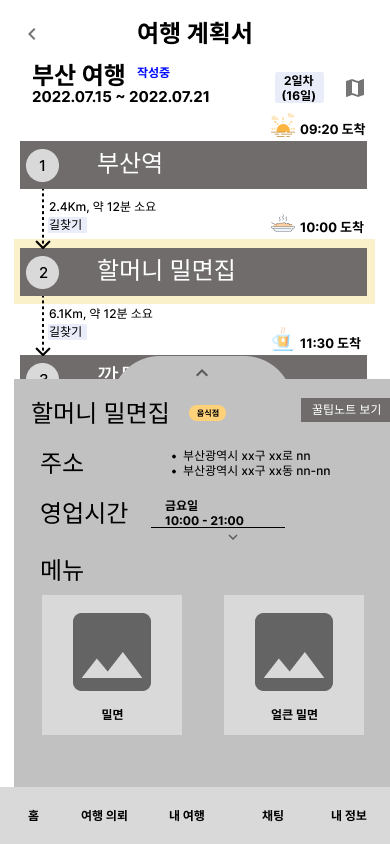 여행 계획서
부산 여행 작성중
2022.07.15 ~ 2022.07.21
2일차
(16일)
09:20 도착
1 부산역
2.4Km, 약 12분 소요
길찾기
10:00 도착
2 할머니 밀면집
6.1Km, 약 12분 소요
길찾기
11:30 도착
3
할머니 밀면집 음식점
꿀팁노트 보기
주소
• 부산광역시 xx구 xx로 nn
• 부산광역시 xx구 xx동 nn-nn
영업시간
금요일
10:00 - 21:00
메뉴
밀면
얼큰 밀면
홈 여행 의뢰 내 여행 채팅 내 정보